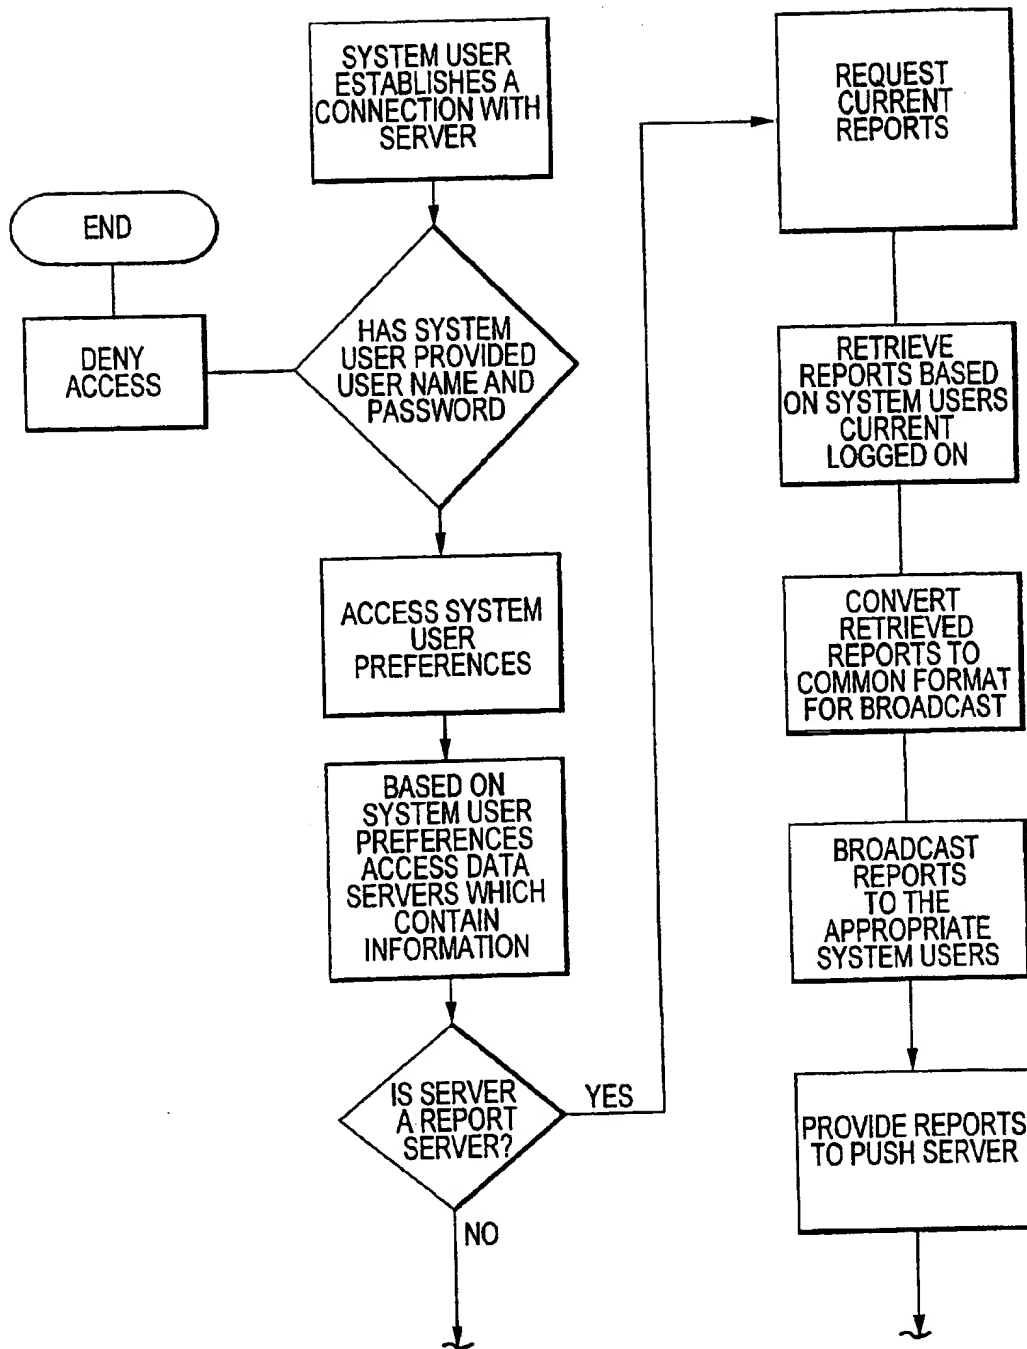 SYSTEM USER
ESTABLISHES A
CONNECTION WITH
SERVER
END
DENY
ACCESS
HAS SYSTEM
USER PROVIDED
USER NAME AND
PASSWORD
ACCESS SYSTEM
USER
PREFERENCES
BASED ON
SYSTEM USER
PREFERENCES
ACCESS DATA
SERVERS WHICH
CONTAIN
INFORMATION
IS SERVER
A REPORT
SERVER?
YES
NO
REQUEST
CURRENT
REPORTS
RETRIEVE
REPORTS BASED
ON SYSTEM USERS
CURRENT
LOGGED ON
CONVERT
RETRIEVED
REPORTS TO
COMMON FORMAT
FOR BROADCAST
BROADCAST
REPORTS
TO THE
APPROPRIATE
SYSTEM USERS
PROVIDE REPORTS
TO PUSH SERVER